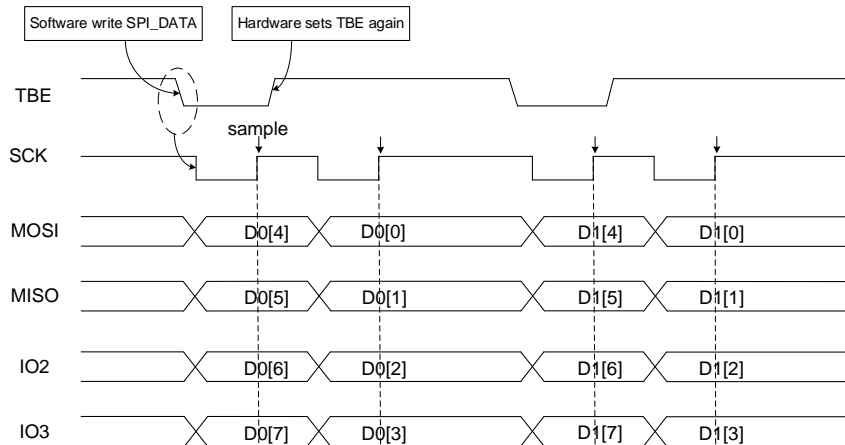 Software write SPI_DATA
Hardware sets TBE again
TBE
sample
SCK
MOSI D0[4] D0[0] D1[4] D1[0]
MISO D0[5] D0[1] D1[5] D1[1]
IO2 D0[6] D0[2] D1[6] D1[2]
IO3 D0[7] D0[3] D1[7] D1[3]